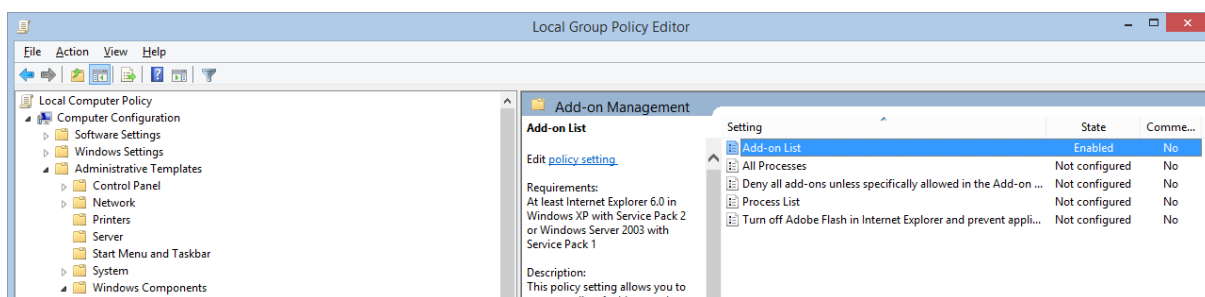 Local Group Policy Editor
File Action View Help
Local Computer Policy
Computer Configuration
Software Settings
Windows Settings
Administrative Templates
Control Panel
Network
Printers
Server
Start Menu and Taskbar
System
Windows Components
Add-on Management
Add-on List
Edit policy setting
Requirements:
At least Internet Explorer 6.0 in
Windows XP with Service Pack 2
or Windows Server 2003 with
Service Pack 1
Description:
This policy setting allows you to
Setting State Comme...
Add-on List Enabled No
All Processes Not configured No
Deny all add-ons unless specifically allowed in the Add-on ... Not configured No
Process List Not configured No
Turn off Adobe Flash in Internet Explorer and prevent appli... Not configured No